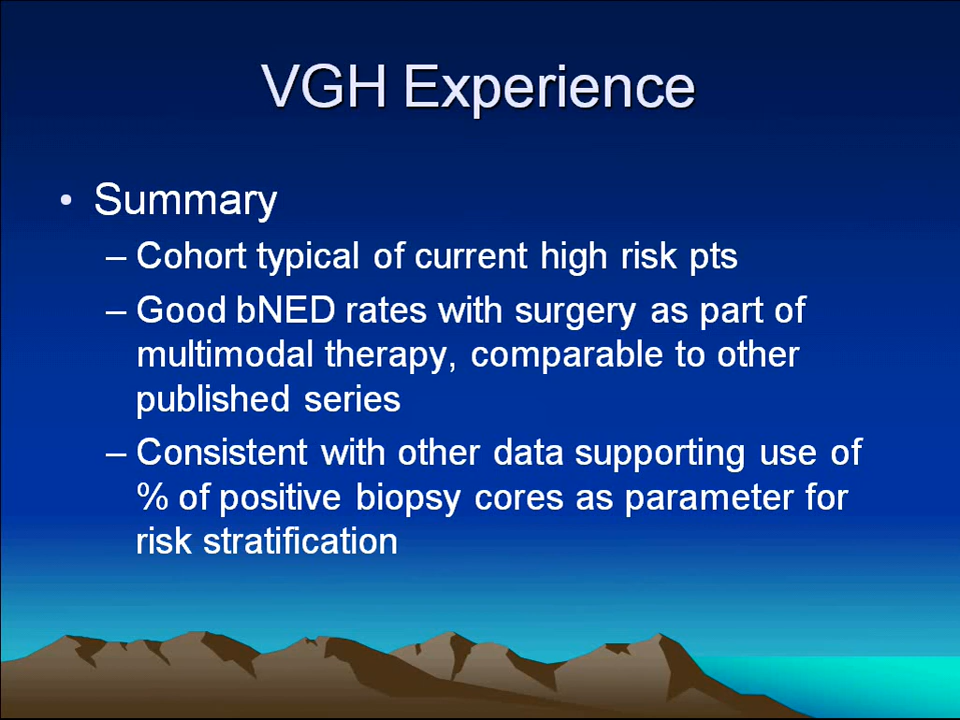 VGH Experience
• Summary
– Cohort typical of current high risk pts
– Good bNED rates with surgery as part of
multimodal therapy, comparable to other
published series
– Consistent with other data supporting use of
% of positive biopsy cores as parameter for
risk stratification